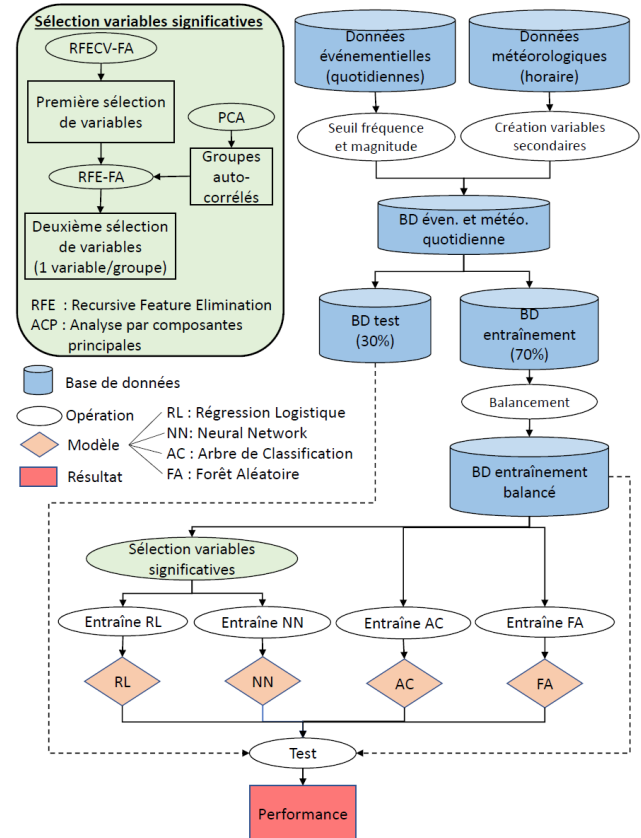 Sélection variables significatives
RFECV-FA
Première sélection
de variables
PCA
RFE-FA
Groupes
auto-
corrélés
Deuxième sélection
de variables
(1 variable/groupe)
RFE : Recursive Feature Elimination
ACP : Analyse par composantes
principales
Données
événementielles
(quotidiennes)
Données
météorologiques
(horaire)
Seuil fréquence
et magnitude
Création variables
secondaires
BD éven. et météo.
quotidienne
BD test
(30%)
BD
entraînement
(70%)
Balancement
BD entraînement
balancé
Base de données
Opération
Modèle
Résultat
RL : Régression Logistique
NN: Neural Network
AC : Arbre de Classification
FA : Forêt Aléatoire
Sélection variables
significatives
Entraîne RL
Entraîne NN
Entraîne AC
Entraîne FA
RL
NN
AC
FA
Test
Performance